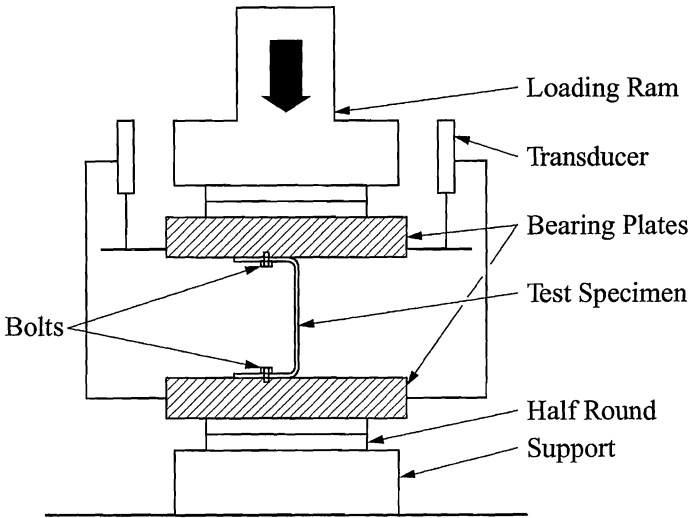 Loading Ram
Transducer
Bearing Plates
Test Specimen
Bolts
Half Round
Support